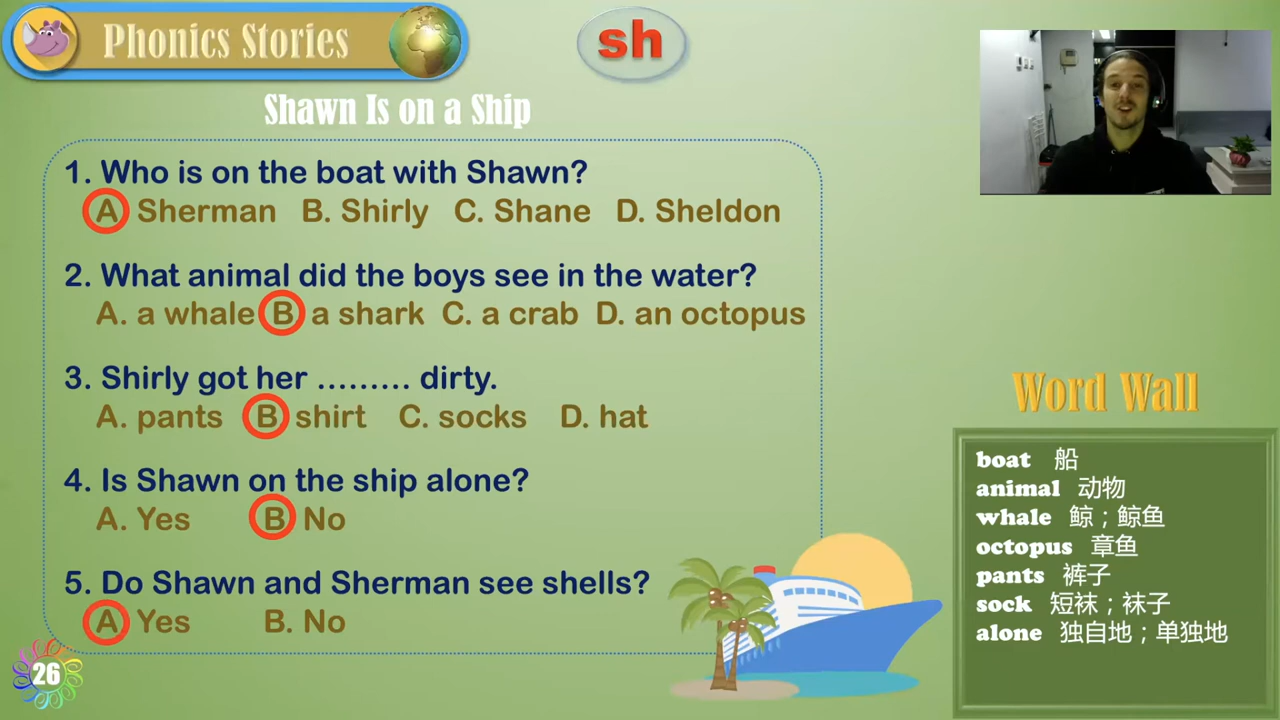 Phonics Stories
sh
Shawn Is on a Ship
1. Who is on the boat with Shawn?
A Sherman B. Shirly C. Shane D. Sheldon
2. What animal did the boys see in the water?
A. a whale B a shark C. a crab D. an octopus
3. Shirly got her ......... dirty.
A. pants B shirt C. socks D. hat
4. Is Shawn on the ship alone?
A. Yes B No
5. Do Shawn and Sherman see shells?
A Yes B. No
26
Word Wall
boat 船
animal 动物
whale 鲸；鲸鱼
octopus 章鱼
pants 裤子
sock 短袜；袜子
alone 独自地；单独地